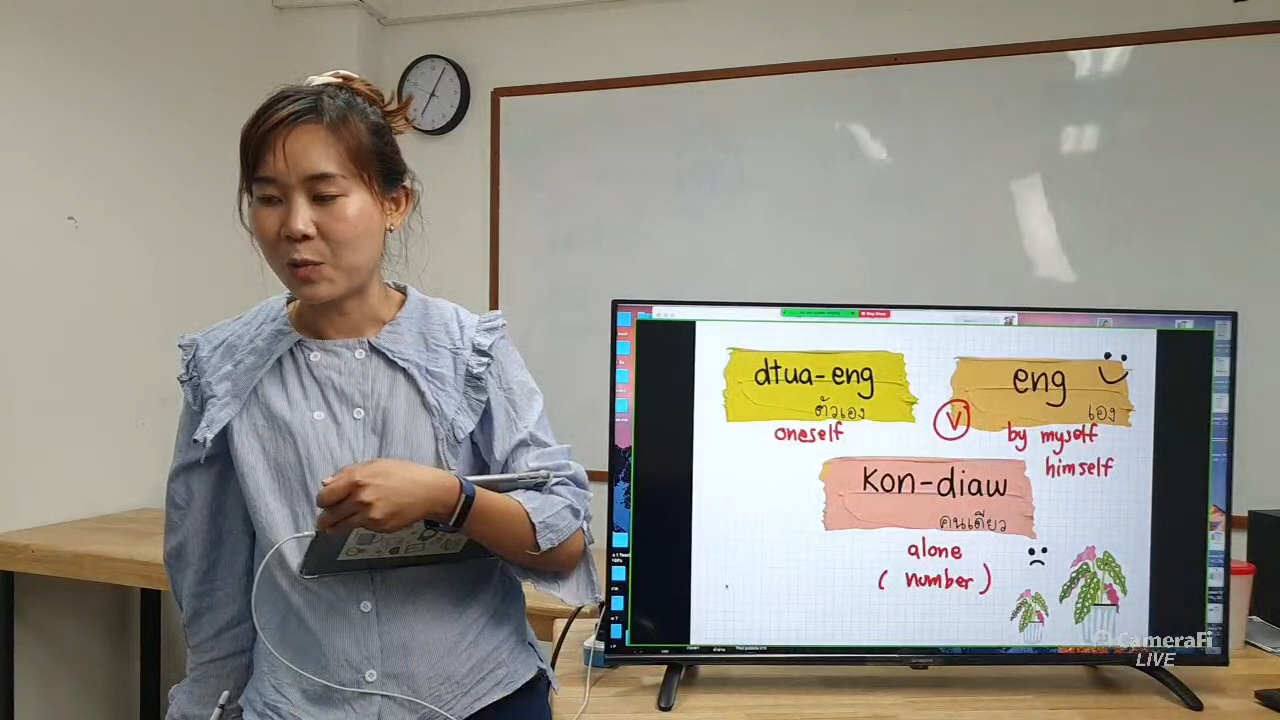 dtua-eng
ตัวเอง
oneself
eng
เอง
V
by myself
himself
kon-diaw
คนเดียว
alone
( number )
CameraFi
LiVE